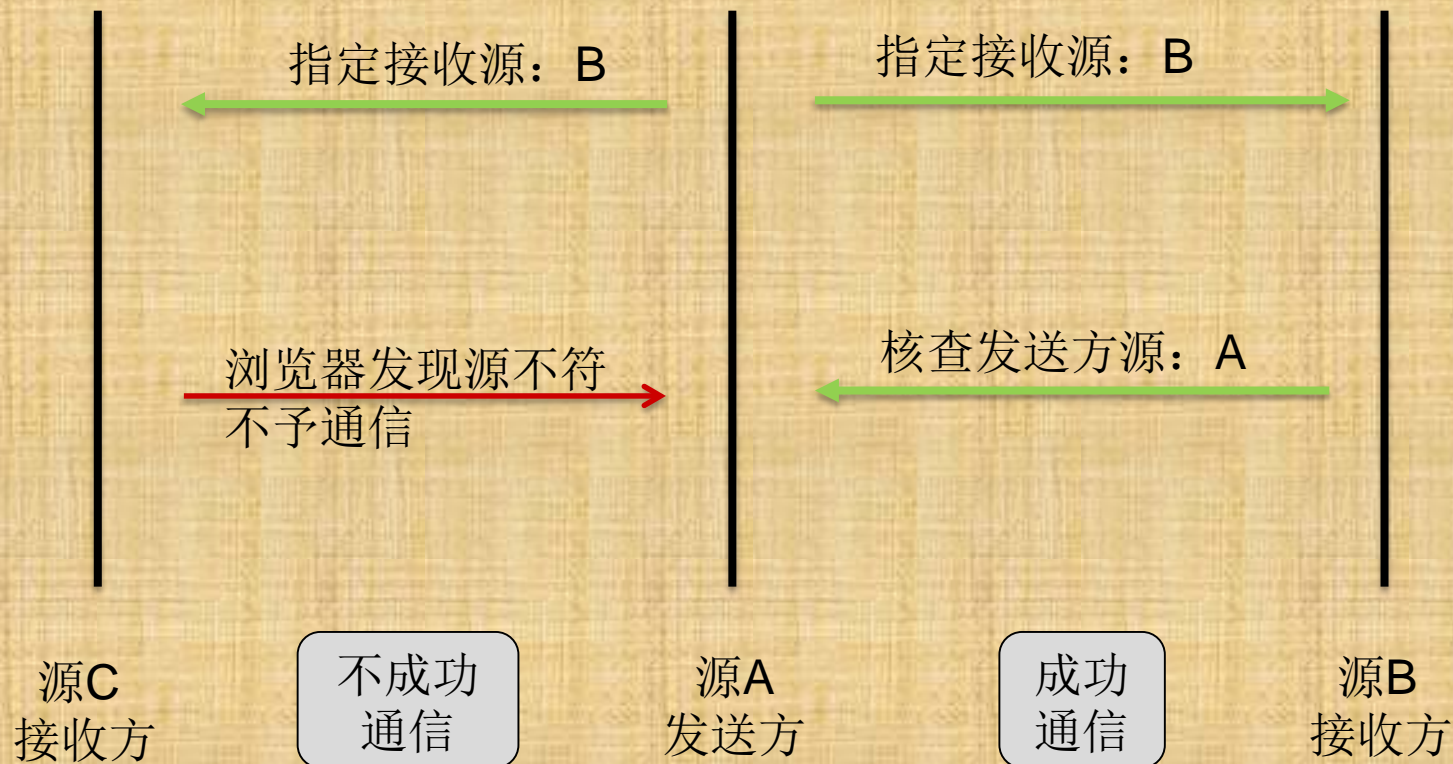 指定接收源：B
指定接收源：B
浏览器发现源不符
不予通信
核查发送方源：A
源C
接收方
不成功
通信
源A
发送方
成功
通信
源B
接收方